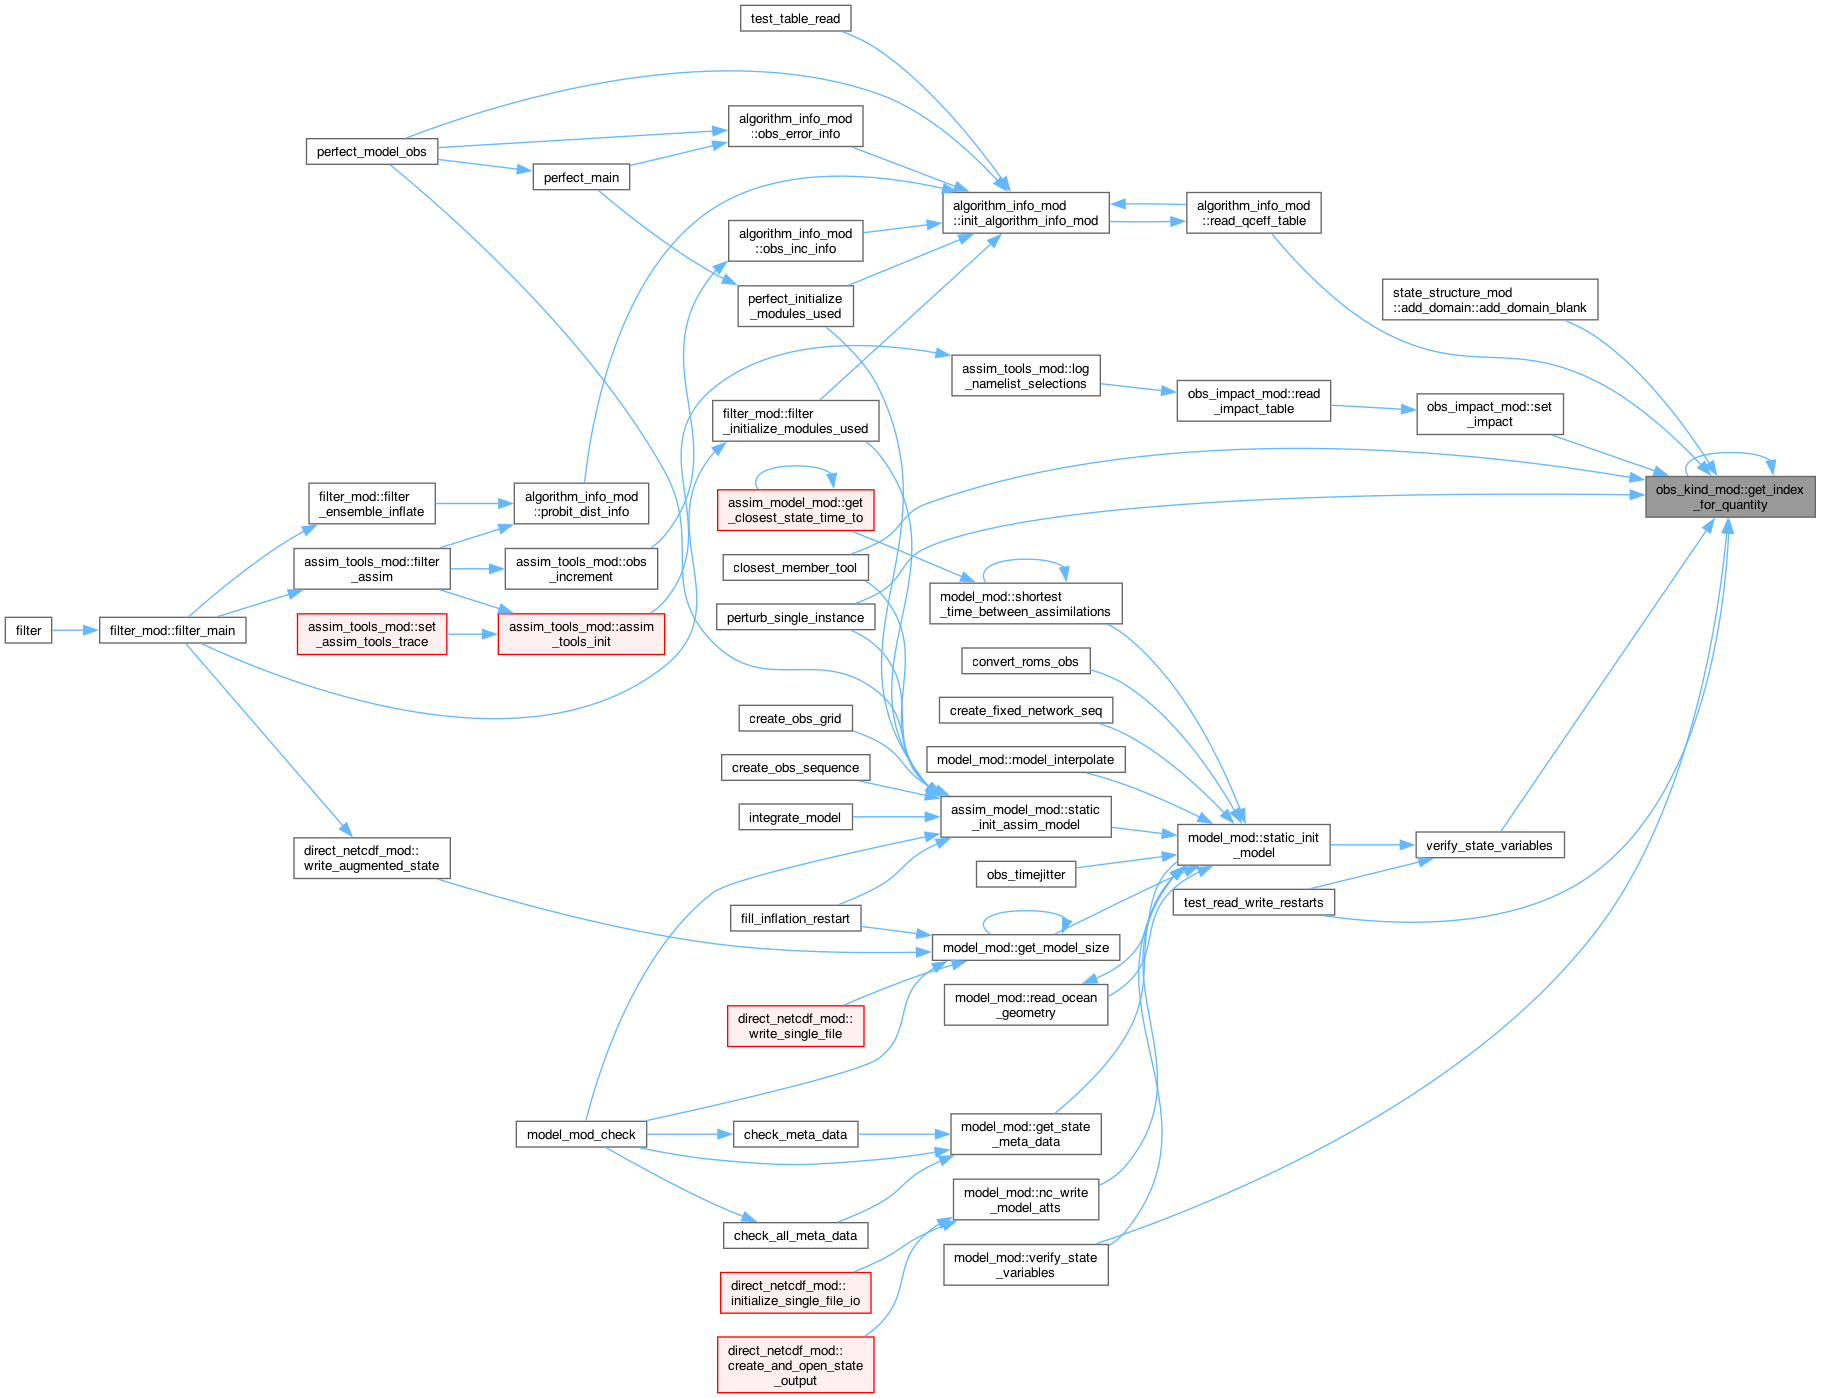 test_table_read
algorithm_info_mod
::obs_error_info
perfect_model_obs
perfect_main
algorithm_info_mod
::init_algorithm_info_mod
algorithm_info_mod
::read_qceff_table
algorithm_info_mod
::obs_inc_info
perfect_initialize
_modules_used
state_structure_mod
::add_domain::add_domain_blank
assim_tools_mod::log
_namelist_selections
obs_impact_mod::read
_impact_table
obs_impact_mod::set
_impact
filter_mod::filter
_initialize_modules_used
filter_mod::filter
_ensemble_inflate
algorithm_info_mod
::probit_dist_info
assim_model_mod::get
_closest_state_time_to
obs_kind_mod::get_index
_for_quantity
assim_tools_mod::filter
_assim
assim_tools_mod::obs
_increment
closest_member_tool
model_mod::shortest
_time_between_assimilations
perturb_single_instance
filter
filter_mod::filter_main
assim_tools_mod::set
_assim_tools_trace
assim_tools_mod::assim
_tools_init
convert_roms_obs
create_fixed_network_seq
create_obs_grid
model_mod::model_interpolate
create_obs_sequence
assim_model_mod::static
_init_assim_model
integrate_model
model_mod::static_init
_model
verify_state_variables
direct_netcdf_mod::
write_augmented_state
obs_timejitter
test_read_write_restarts
fill_inflation_restart
model_mod::get_model_size
model_mod::read_ocean
_geometry
direct_netcdf_mod::
write_single_file
model_mod_check
check_meta_data
model_mod::get_state
_meta_data
model_mod::nc_write
_model_atts
check_all_meta_data
model_mod::verify_state
_variables
direct_netcdf_mod::
initialize_single_file_io
direct_netcdf_mod::
create_and_open_state
_output